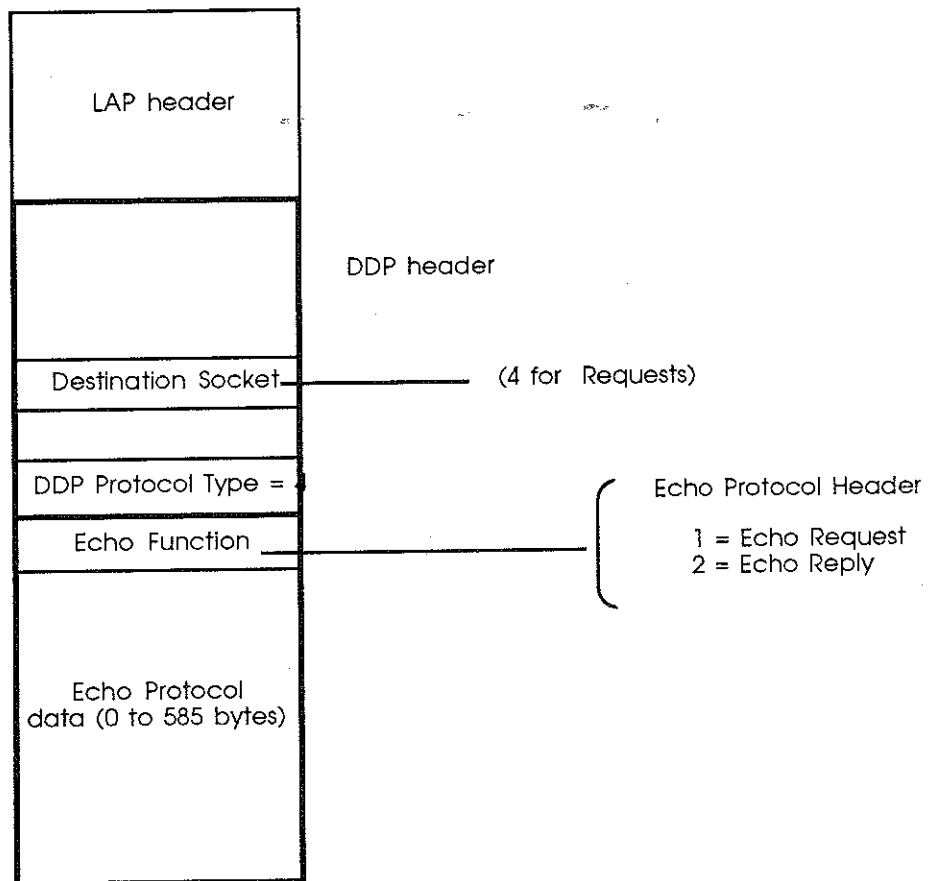 LAP header
DDP header
Destination Socket
(4 for Requests)
DDP Protocol Type = 4
Echo Function
Echo Protocol Header
1 = Echo Request
2 = Echo Reply
Echo Protocol
data (0 to 585 bytes)